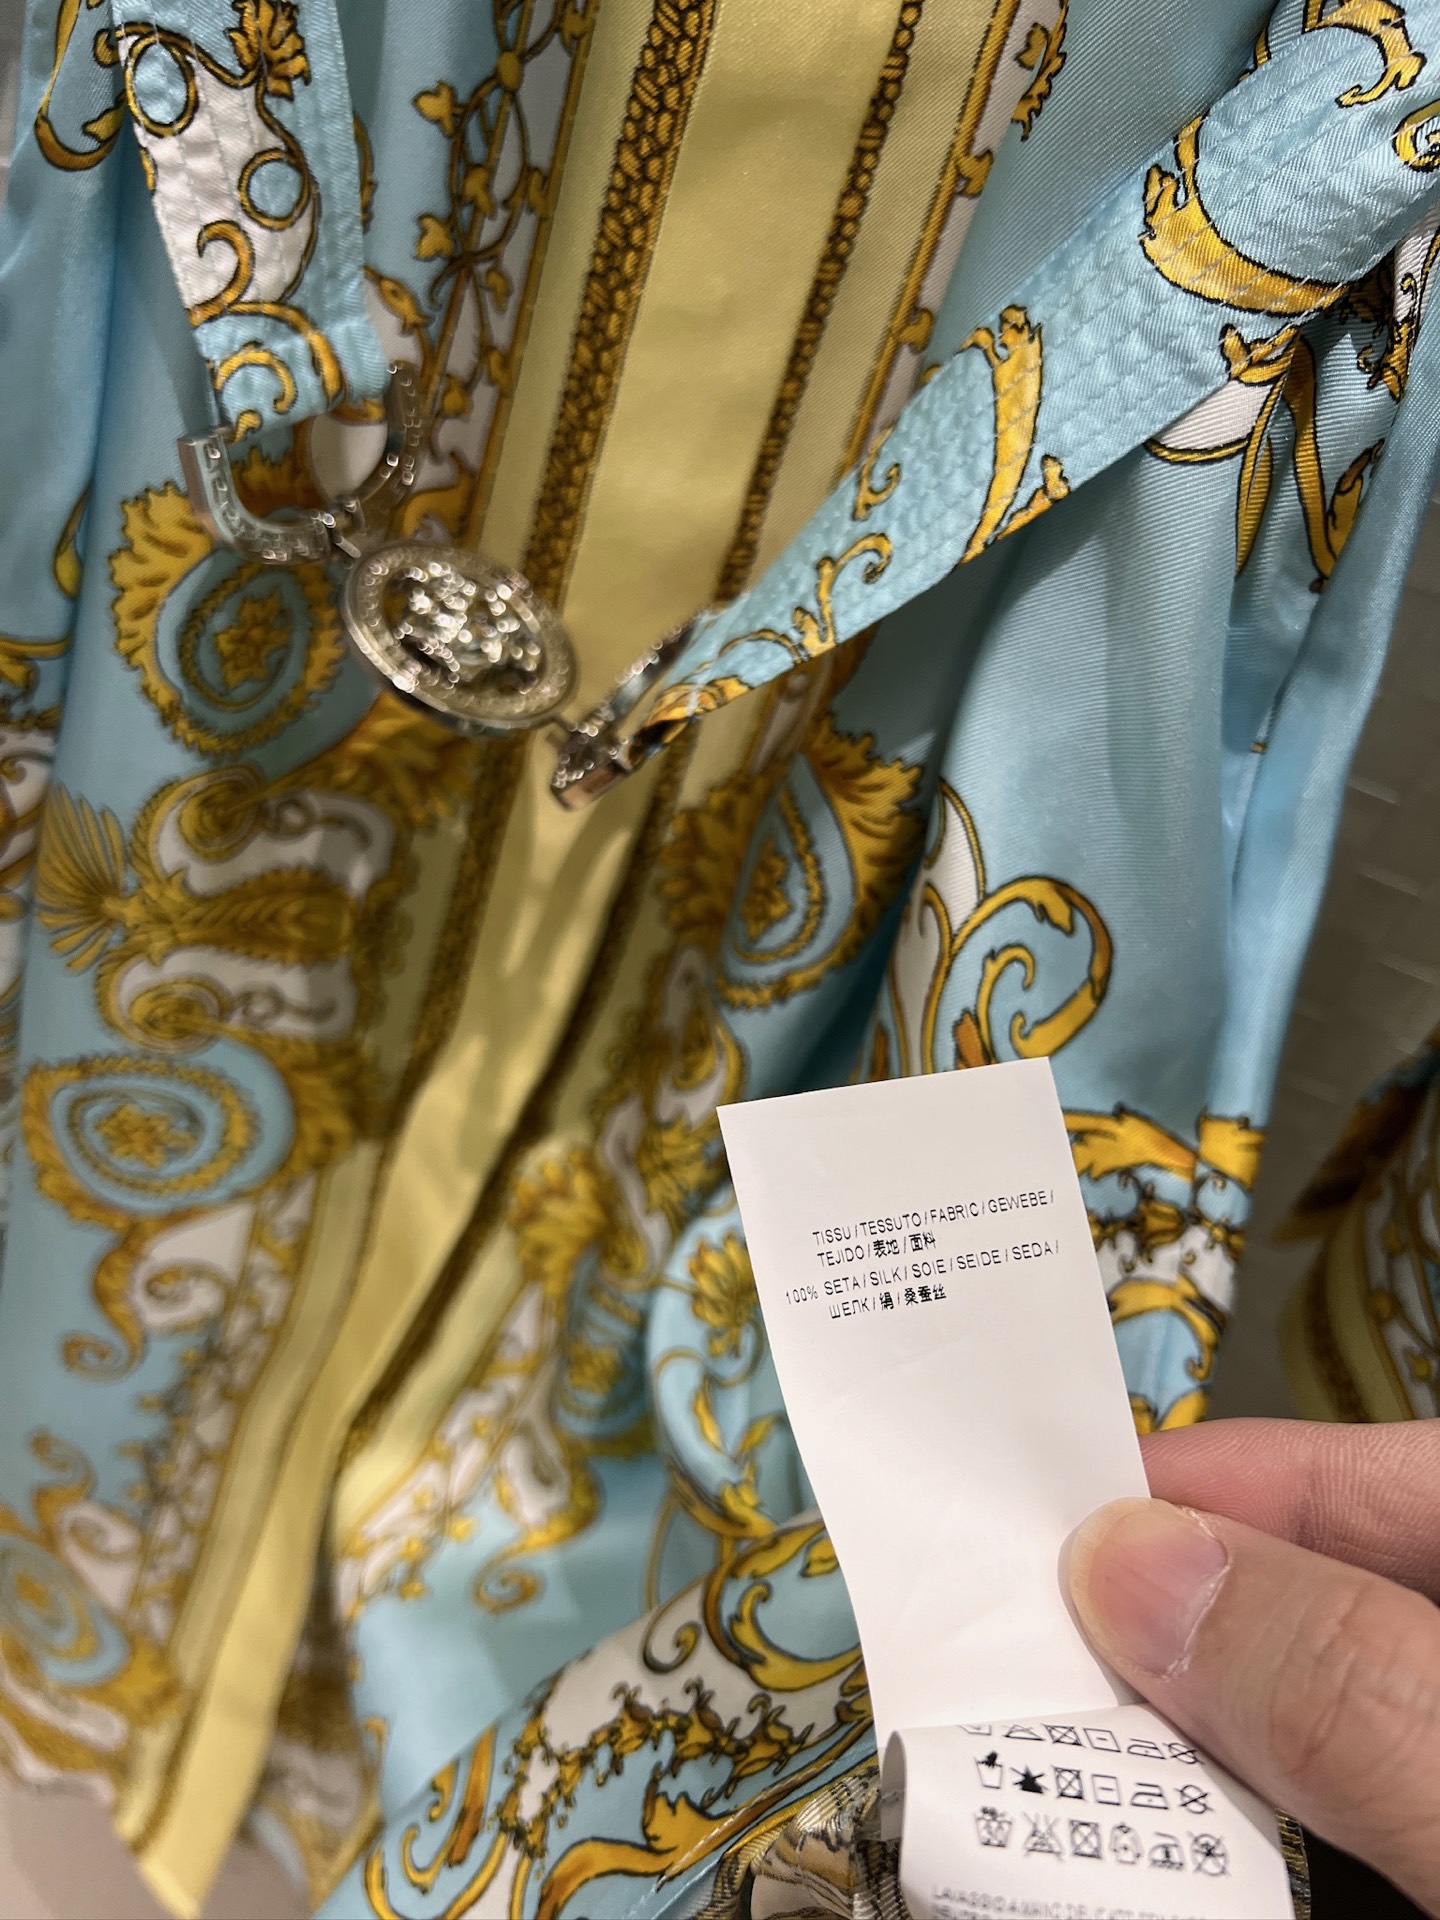 TISSU / TESSUTO / FABRIC / GEWEBE /
TEJIDO / 表地 / 面料
100% SETA / SILK / SOIE / SEIDE / SEDA /
ШЕЛК / 絹 / 桑蚕丝